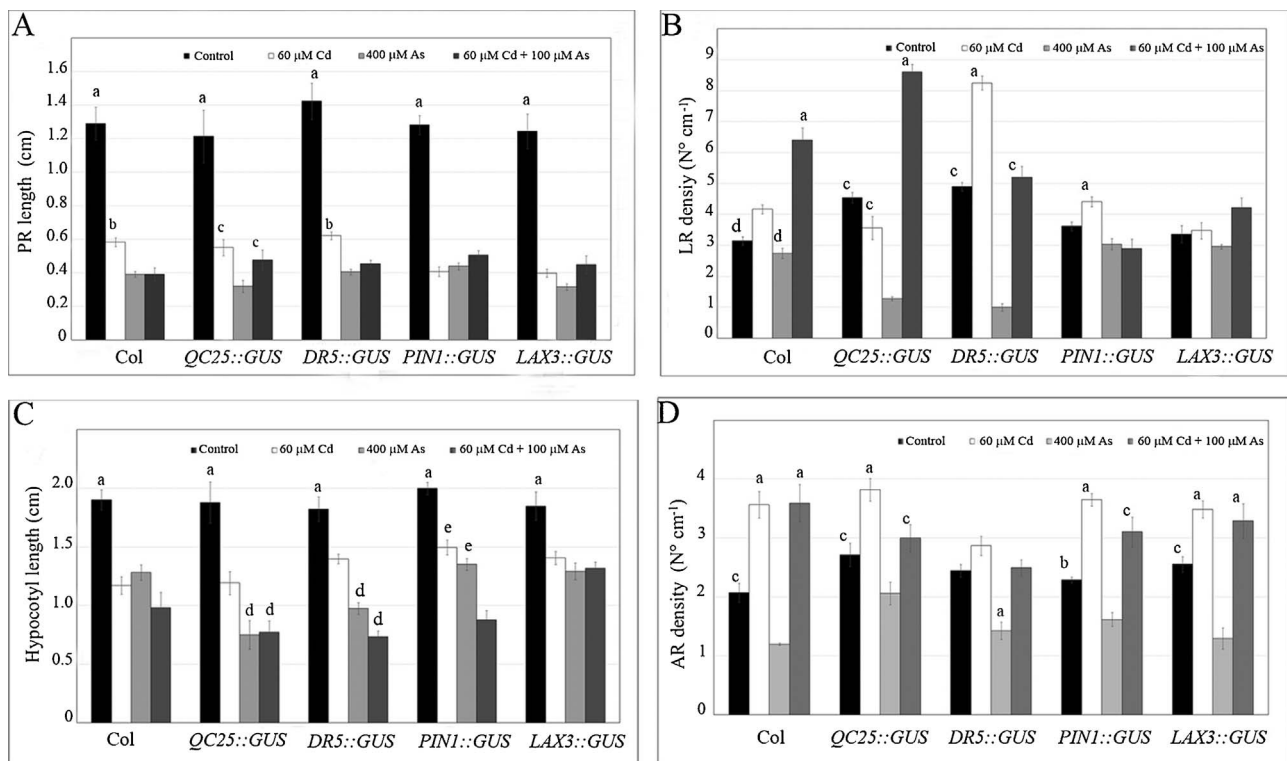 A
Control 60 µM Cd 400 µM As 60 µM Cd + 100 µM As
PR length (cm)
1.6
1.4
1.2
1.0
0.8
0.6
0.4
0.2
0
a
b
a
c
c
a
b
a
a
Col QC25::GUS DR5::GUS PIN1::GUS LAX3::GUS
B
Control 60 µM Cd 400 µM As 60 µM Cd + 100 µM As
LR densiy (N° cm-1)
9
8
7
6
5
4
3
2
1
0
d
d
a
c
c
a
c
a
c
a
Col QC25::GUS DR5::GUS PIN1::GUS LAX3::GUS
C
Control 60 µM Cd 400 µM As 60 µM Cd + 100 µM As
Hypocotyl length (cm)
2.0
1.5
1.0
0.5
0
a
a
d
d
a
d
d
a
e
e
a
Col QC25::GUS DR5::GUS PIN1::GUS LAX3::GUS
D
Control 60 µM Cd 400 µM As 60 µM Cd + 100 µM As
AR density (N° cm-1)
4
3
2
1
0
c
a
a
c
a
c
a
b
a
c
c
a
a
Col QC25::GUS DR5::GUS PIN1::GUS LAX3::GUS